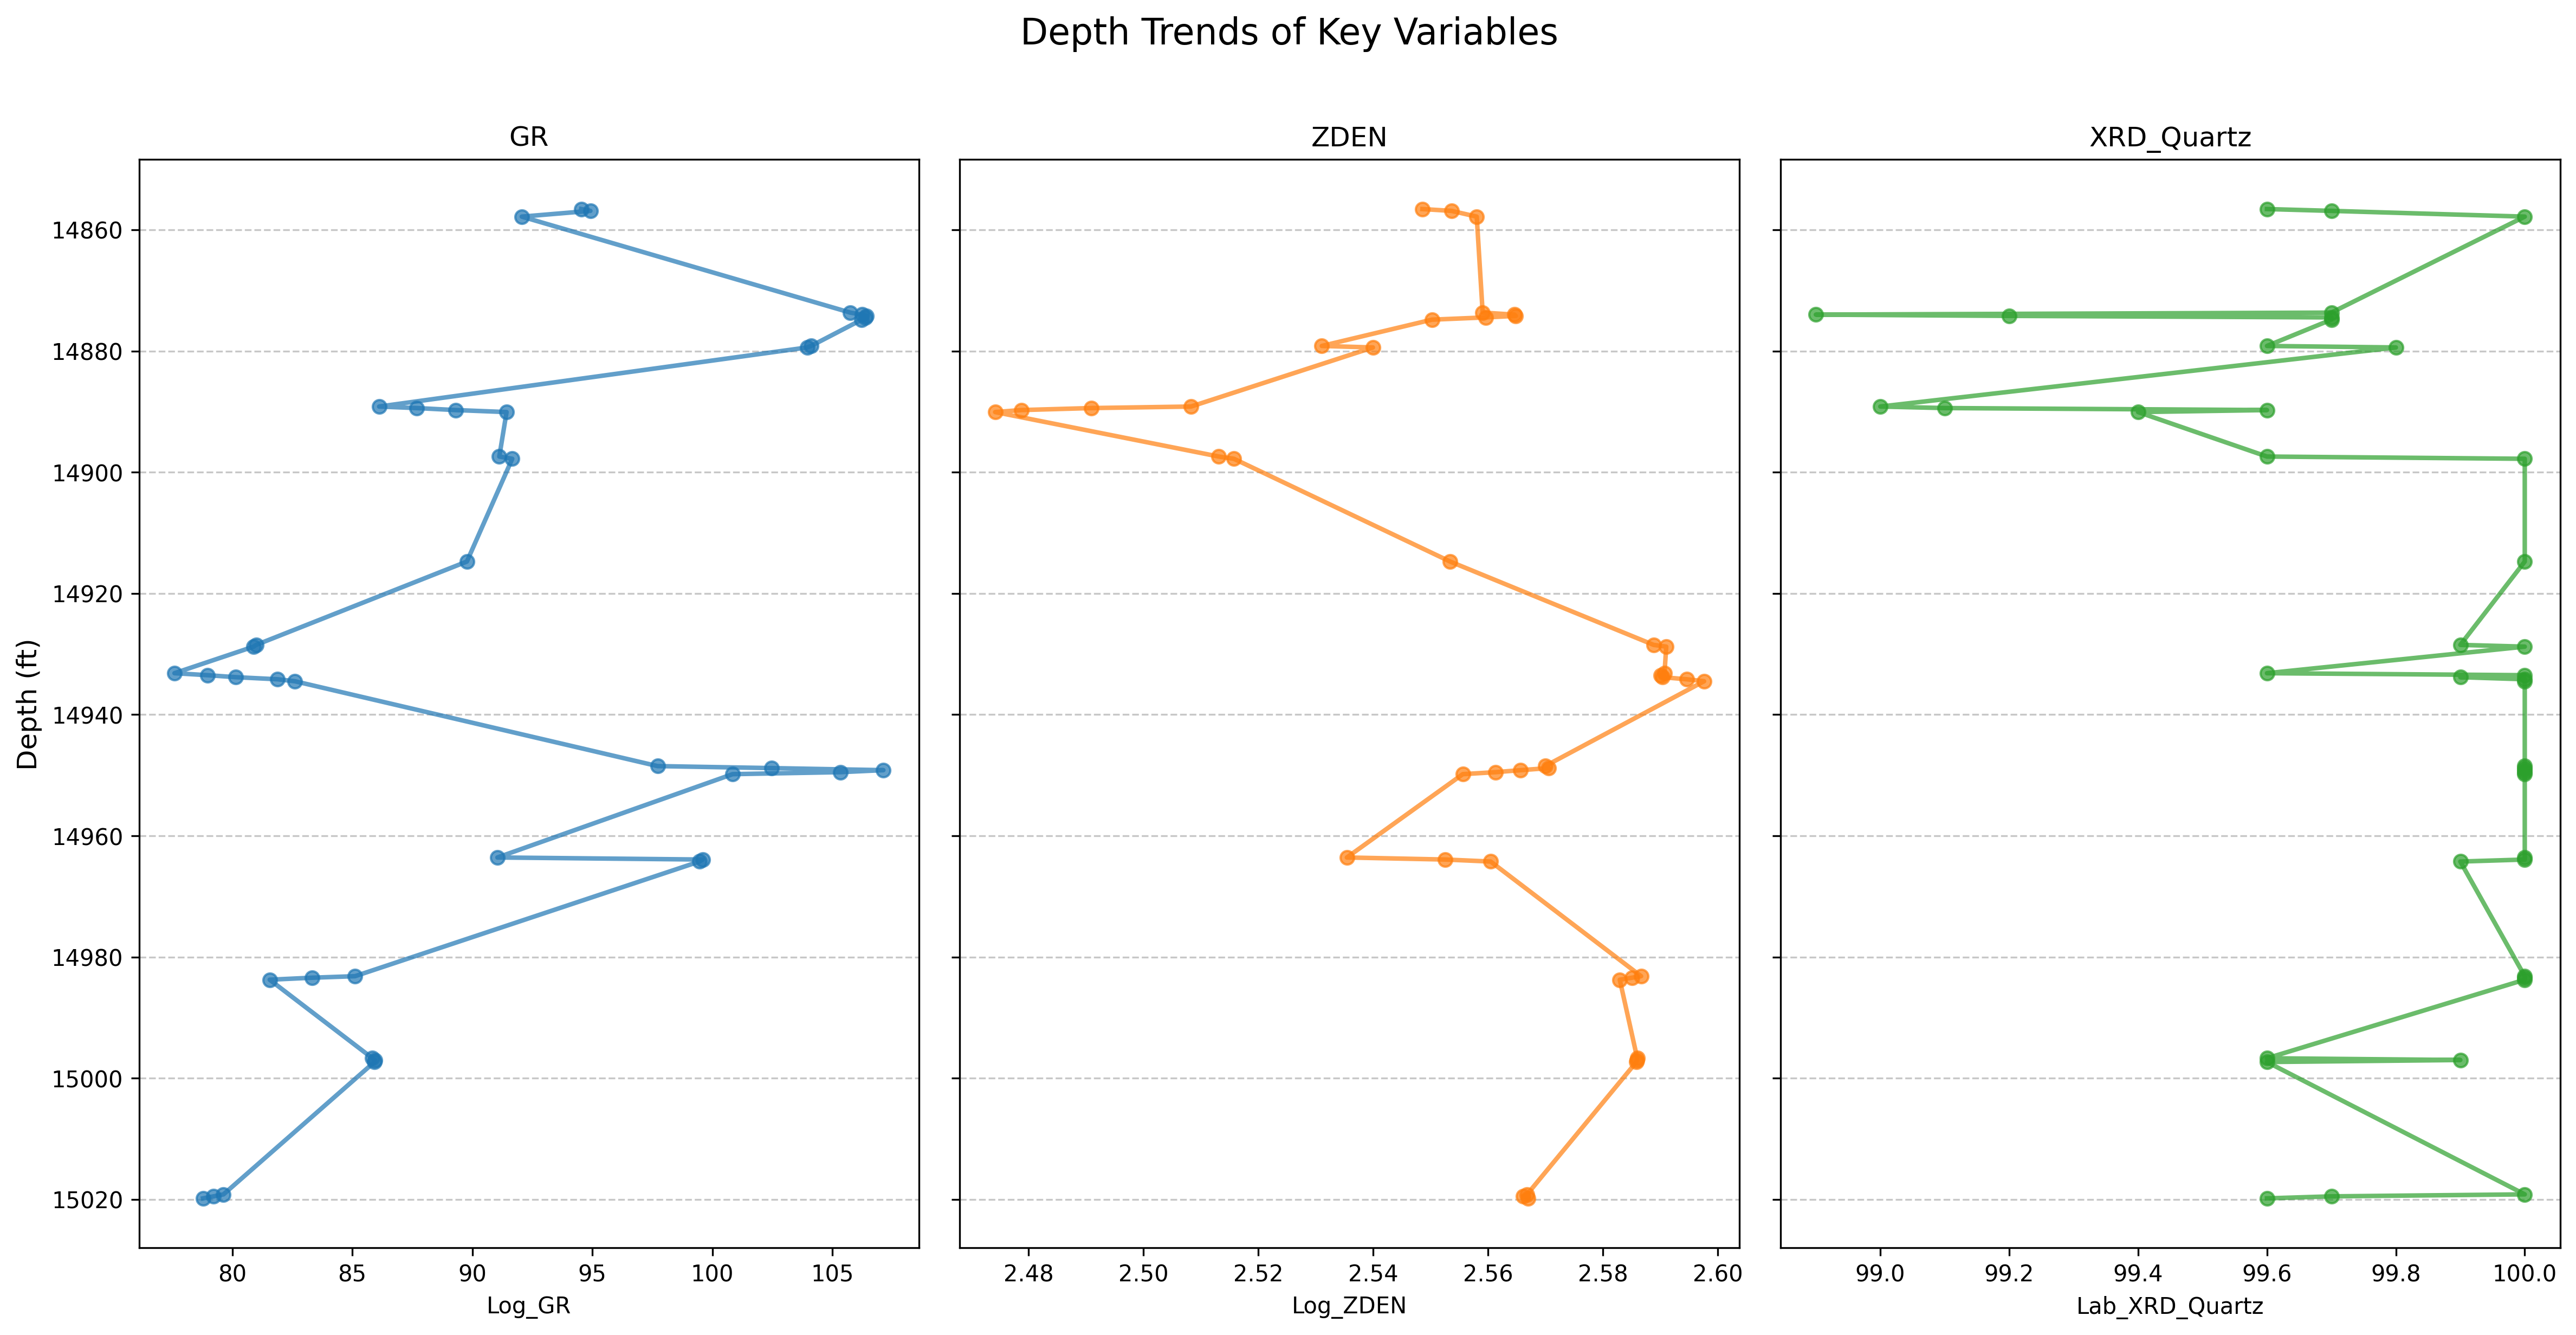 Depth Trends of Key Variables
GR
ZDEN
XRD_Quartz
Depth (ft)
14860
14880
14900
14920
14940
14960
14980
15000
15020
80 85 90 95 100 105
2.48 2.50 2.52 2.54 2.56 2.58 2.60
99.0 99.2 99.4 99.6 99.8 100.0
Log_GR
Log_ZDEN
Lab_XRD_Quartz